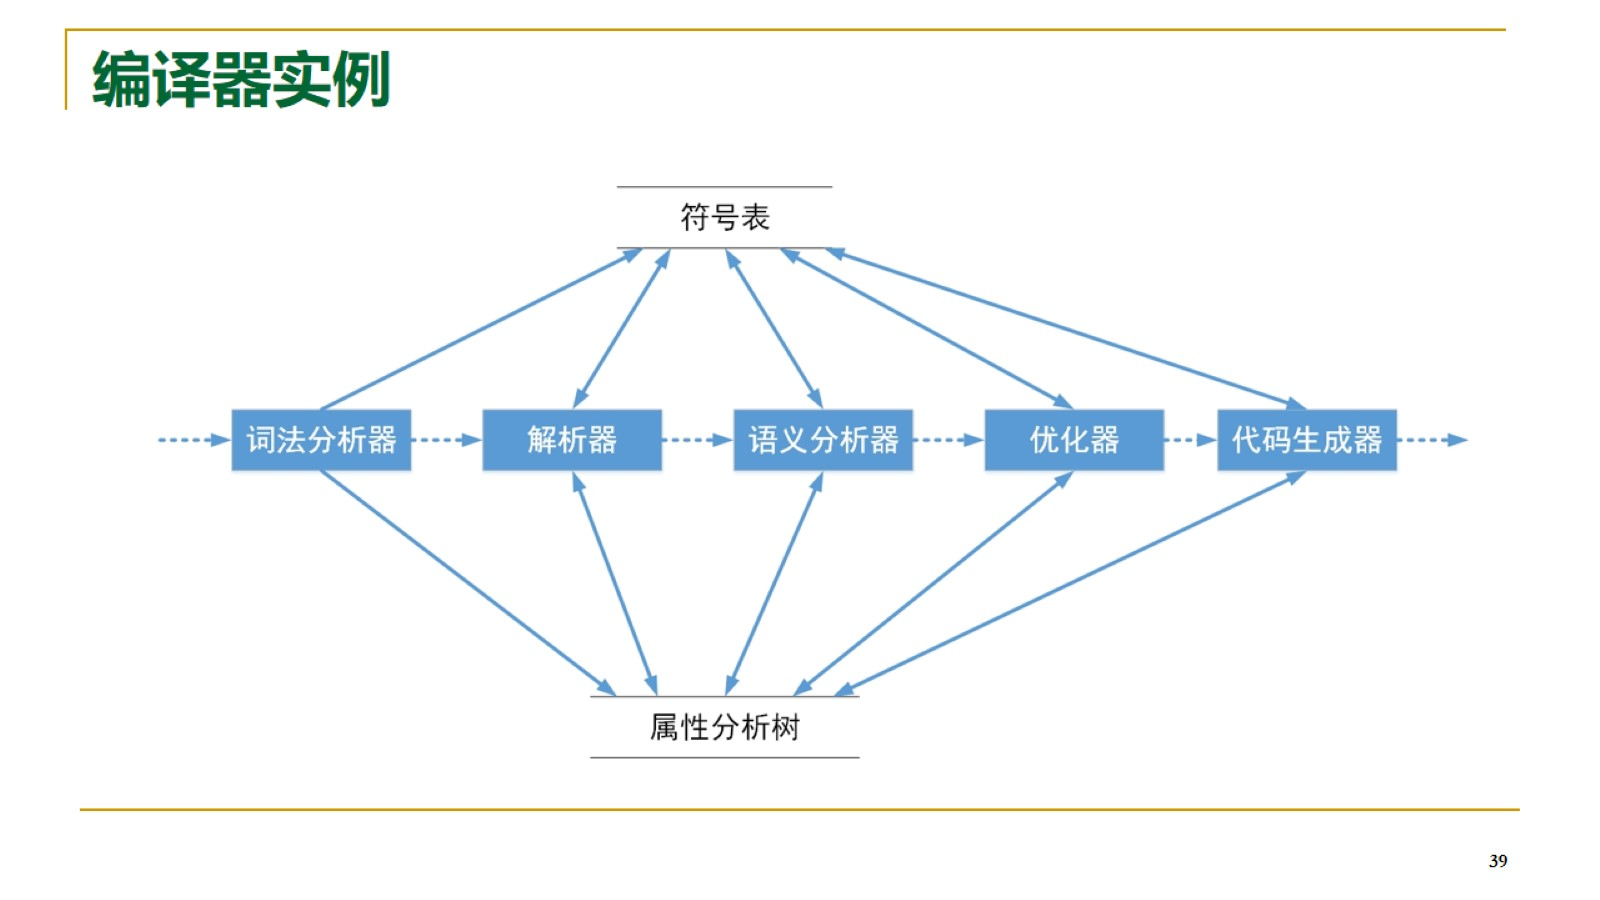 编译器实例
符号表
词法分析器
解析器
语义分析器
优化器
代码生成器
属性分析树
39